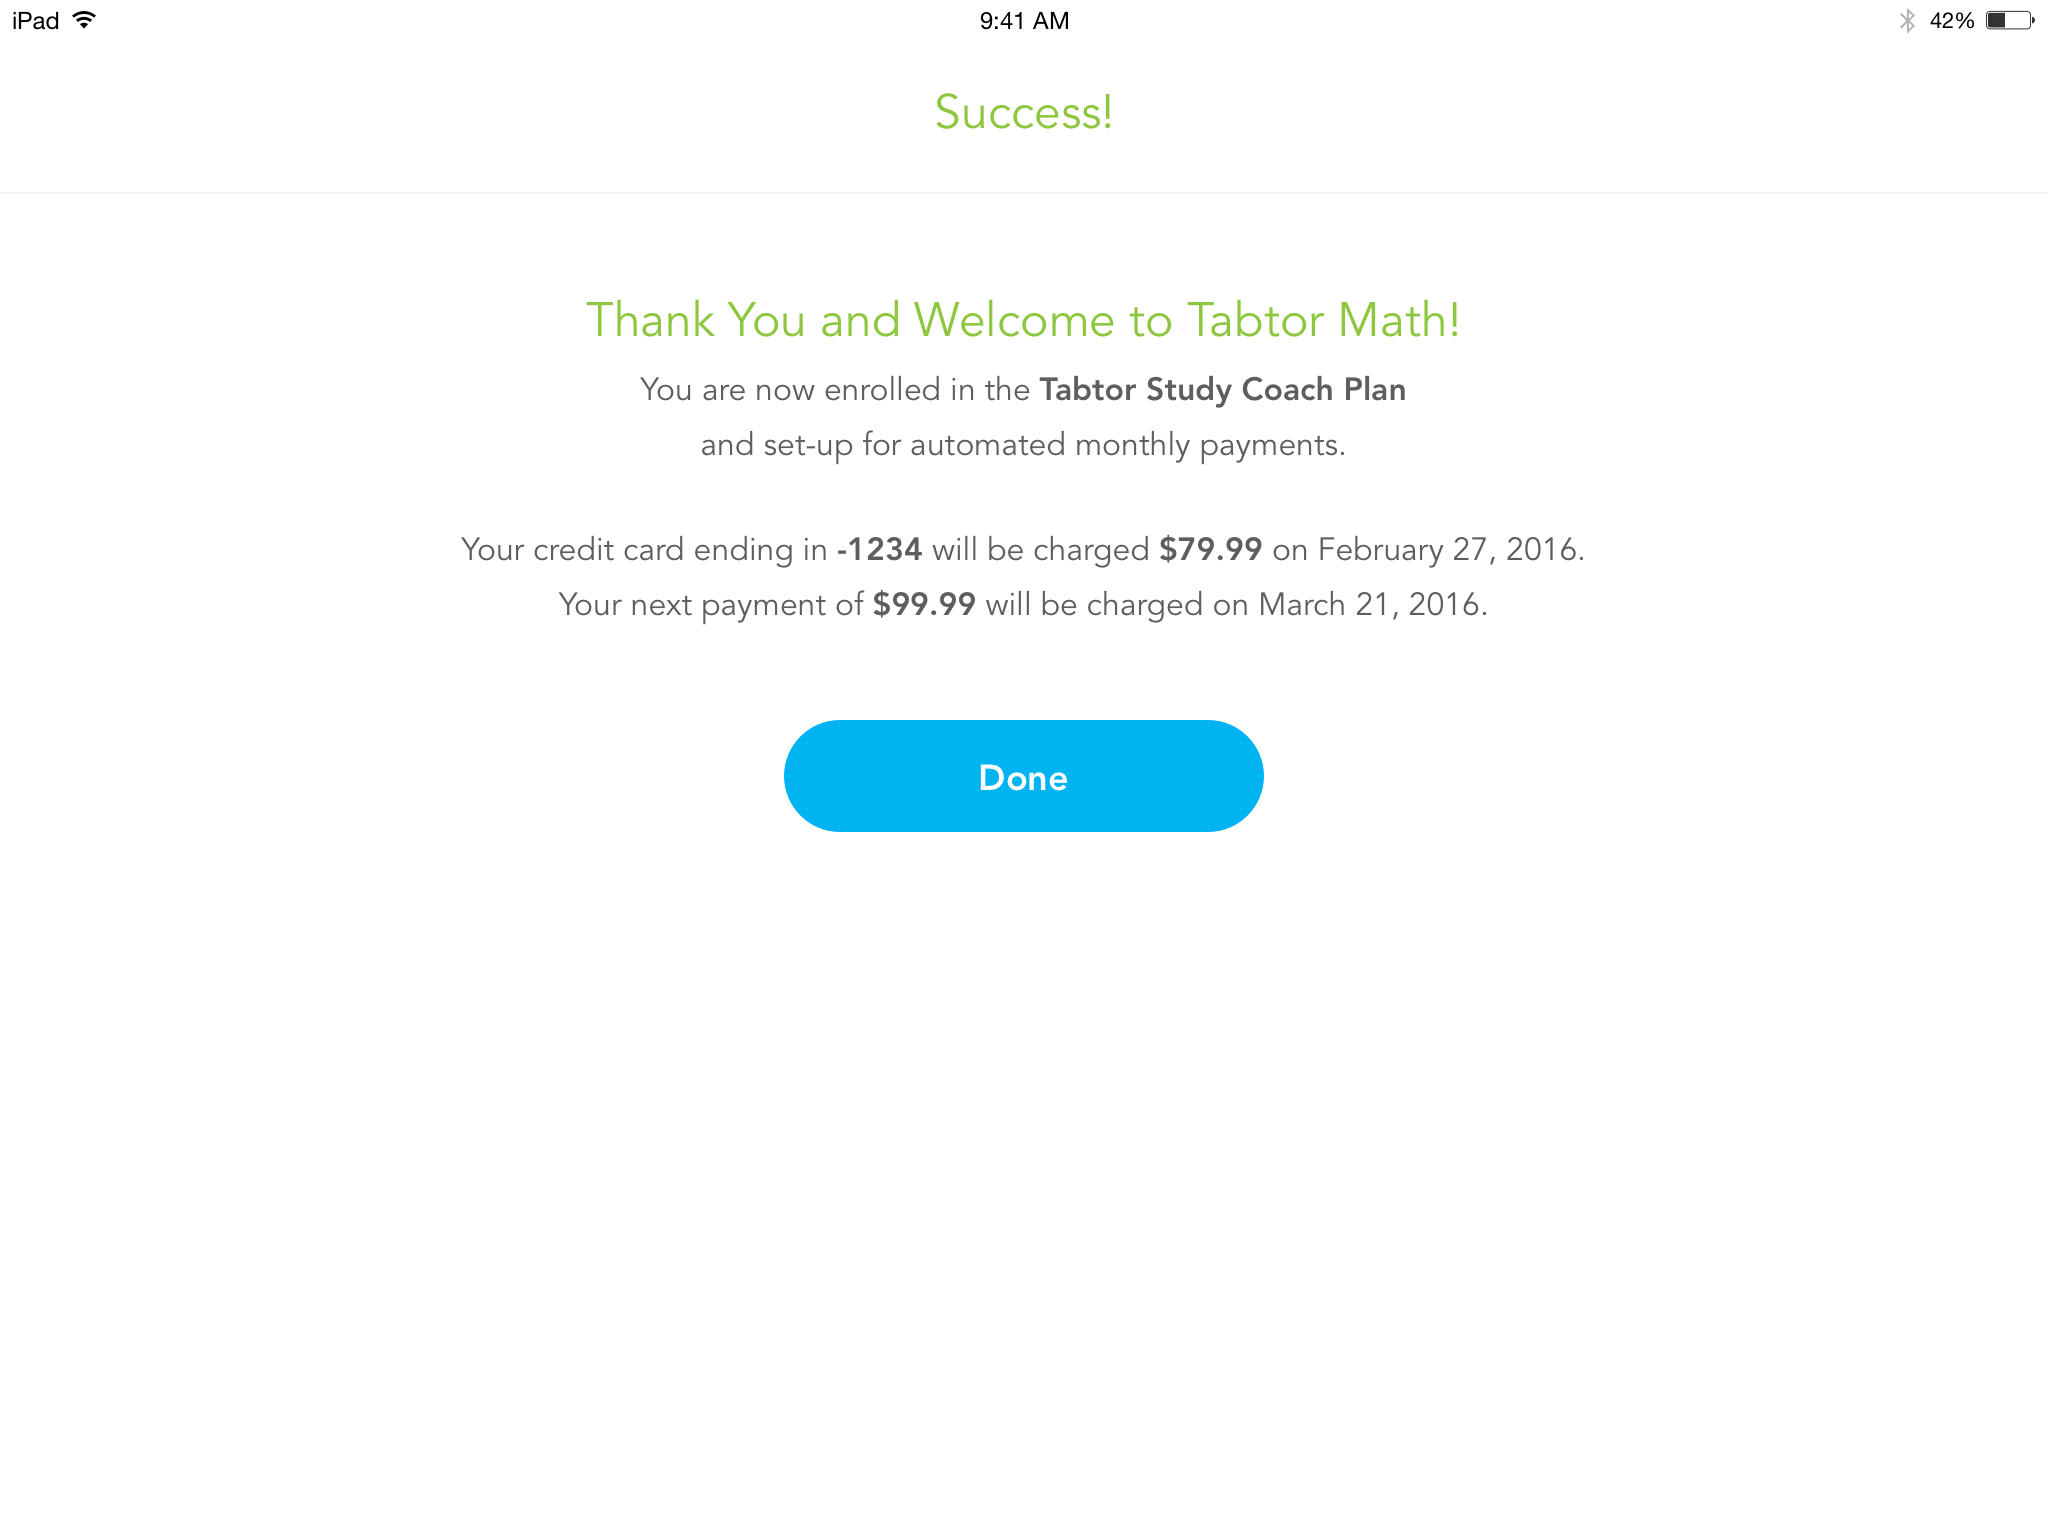 iPad 9:41 AM 42%
Success!
Thank You and Welcome to Tabtor Math!
You are now enrolled in the Tabtor Study Coach Plan
and set-up for automated monthly payments.
Your credit card ending in -1234 will be charged $79.99 on February 27, 2016.
Your next payment of $99.99 will be charged on March 21, 2016.
Done